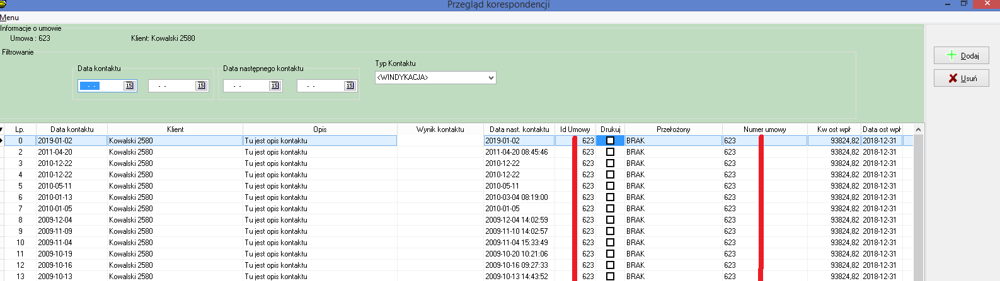 Przegląd korespondencji
Menu
Informacje o umowie
Umowa : 623 Klient: Kowalski 2580
Filtrowanie
Data kontaktu Data następnego kontaktu Typ Kontaktu
- - 15 - - 15 - - 15 - - 15 <WINDYKACJA>
Dodaj
Usuń
Lp. Data kontaktu Klient Opis Wynik kontaktu Data nast. kontaktu Id Umowy Drukuj Przełożony Numer umowy Kw ost wpł Data ost wpł
0 2019-01-02 Kowalski 2580 Tu jest opis kontaktu 2019-01-02 623 BRAK 623 93824,82 2018-12-31
2 2011-04-20 Kowalski 2580 Tu jest opis kontaktu 2011-04-20 08:45:46 623 BRAK 623 93824,82 2018-12-31
3 2010-12-22 Kowalski 2580 Tu jest opis kontaktu 2010-12-22 623 BRAK 623 93824,82 2018-12-31
4 2010-12-22 Kowalski 2580 Tu jest opis kontaktu 2010-12-22 623 BRAK 623 93824,82 2018-12-31
5 2010-05-11 Kowalski 2580 Tu jest opis kontaktu 2010-05-11 623 BRAK 623 93824,82 2018-12-31
6 2010-01-13 Kowalski 2580 Tu jest opis kontaktu 2010-03-04 08:19:00 623 BRAK 623 93824,82 2018-12-31
7 2010-01-05 Kowalski 2580 Tu jest opis kontaktu 2010-01-05 623 BRAK 623 93824,82 2018-12-31
8 2009-12-04 Kowalski 2580 Tu jest opis kontaktu 2009-12-04 14:02:59 623 BRAK 623 93824,82 2018-12-31
9 2009-11-09 Kowalski 2580 Tu jest opis kontaktu 2009-11-10 14:02:57 623 BRAK 623 93824,82 2018-12-31
10 2009-11-04 Kowalski 2580 Tu jest opis kontaktu 2009-11-04 15:33:49 623 BRAK 623 93824,82 2018-12-31
11 2009-10-19 Kowalski 2580 Tu jest opis kontaktu 2009-10-20 10:21:06 623 BRAK 623 93824,82 2018-12-31
12 2009-10-16 Kowalski 2580 Tu jest opis kontaktu 2009-10-16 09:27:33 623 BRAK 623 93824,82 2018-12-31
13 2009-10-13 Kowalski 2580 Tu jest opis kontaktu 2009-10-13 14:43:52 623 BRAK 623 93824,82 2018-12-31